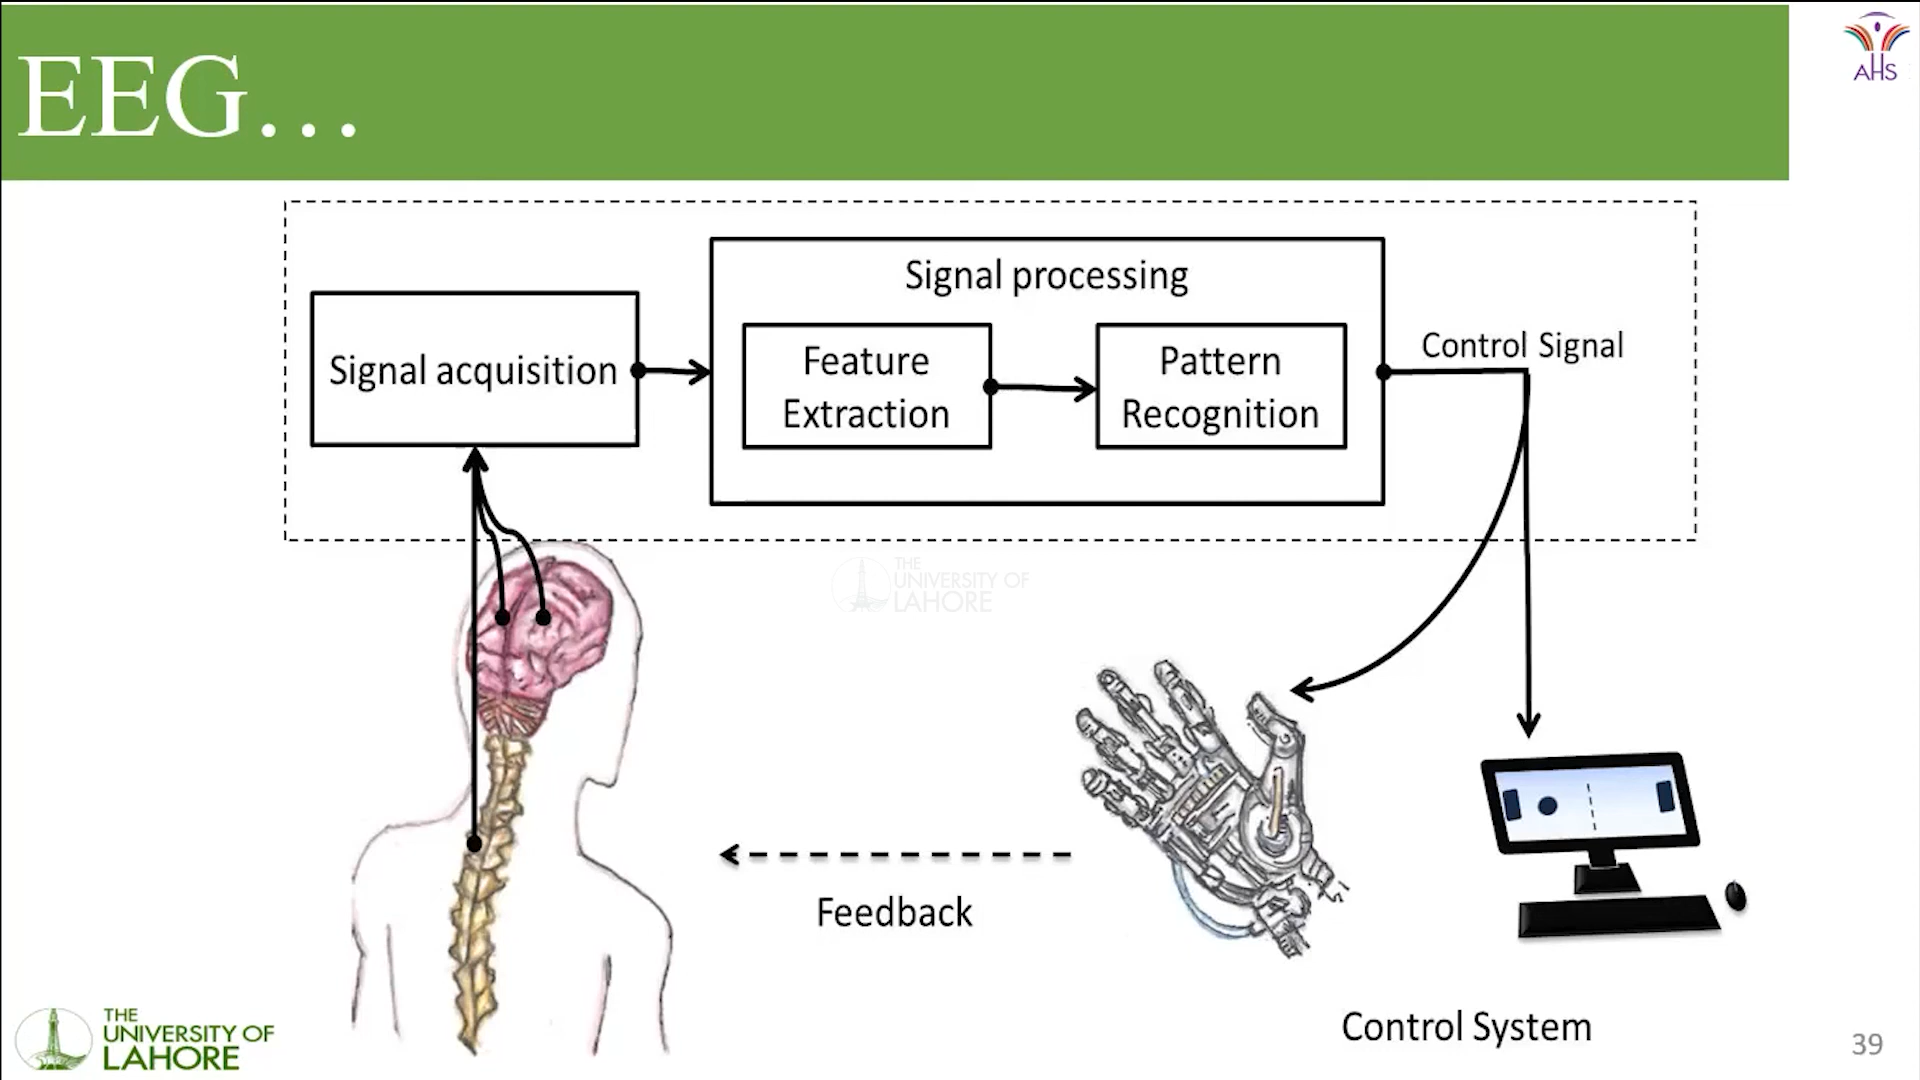 EEG...
AHS
Signal processing
Signal acquisition
Feature
Extraction
Pattern
Recognition
Control Signal
THE
UNIVERSITY OF
LAHORE
Feedback
Control System
THE
UNIVERSITY OF
LAHORE
39